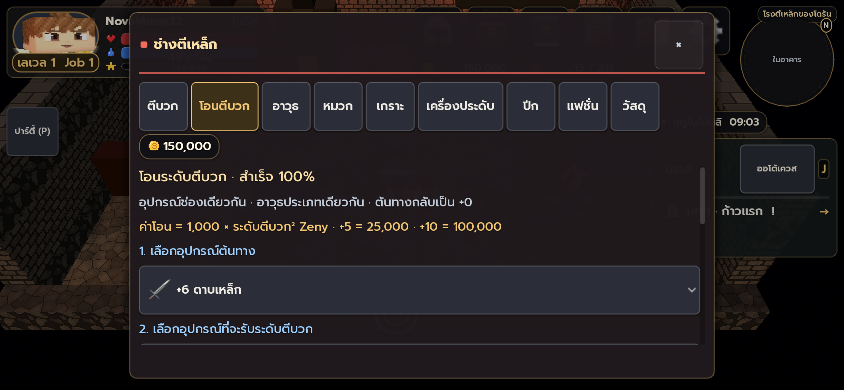 Nov
เลเวล 1 Job 1
ปาร์ตี้ (P)
ช่างตีเหล็ก
×
ตีบวก
โอนตีบวก
อาวุธ
หมวก
เกราะ
เครื่องประดับ
ปีก
แฟชั่น
วัสดุ
150,000
โอนระดับตีบวก · สำเร็จ 100%
อุปกรณ์ช่องเดียวกัน · อาวุธประเภทเดียวกัน · ต้นทางกลับเป็น +0
ค่าโอน = 1,000 × ระดับตีบวก² Zeny · +5 = 25,000 · +10 = 100,000
1. เลือกอุปกรณ์ต้นทาง
+6 ดาบเหล็ก
2. เลือกอุปกรณ์ที่จะรับระดับตีบวก
โรงตีเหล็กของโดรัน
N
ในอาคาร
09:03
ออโต้เควส
J
· ก้าวแรก ! →